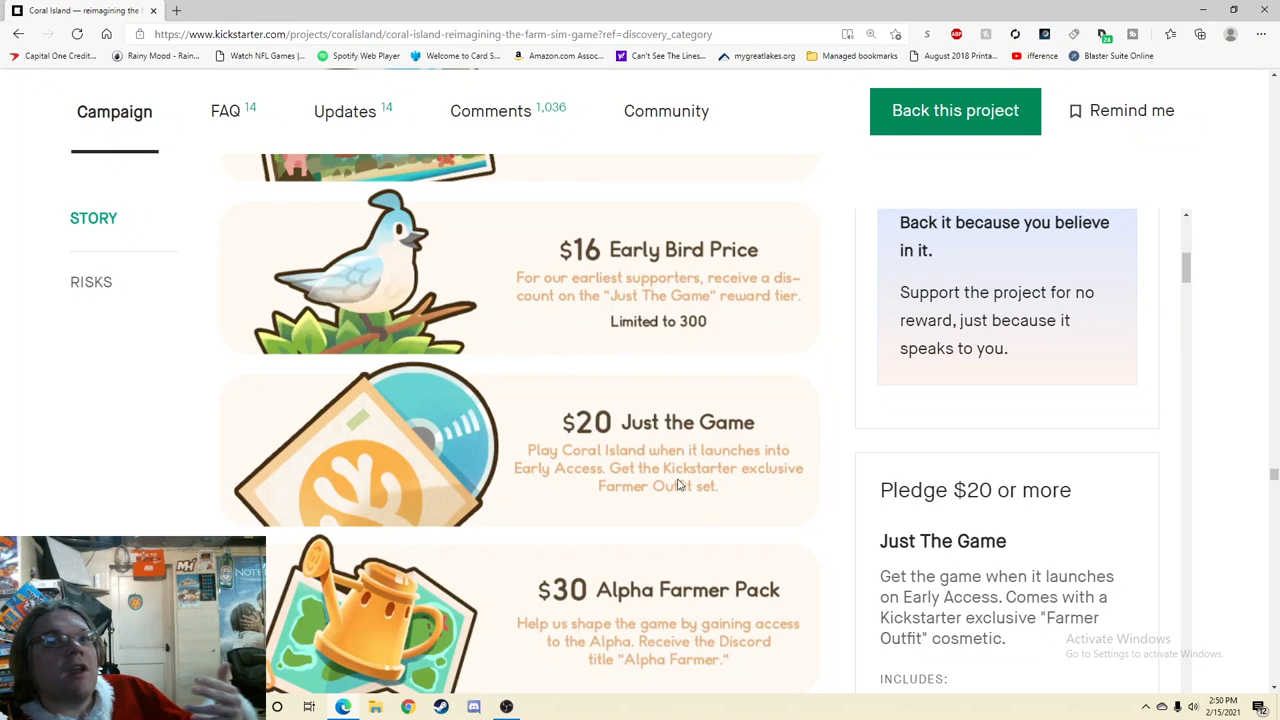 Coral Island — reimagining the f
https://www.kickstarter.com/projects/coralisland/coral-island-reimagining-the-farm-sim-game?ref=discovery_category
Capital One Credit...
Rainy Mood - Rain...
Watch NFL Games |...
Spotify Web Player
Welcome to Card S...
Amazon.com Assoc...
Can't See The Lines...
mygreatlakes.org
Managed bookmarks
August 2018 Printa...
ifference
Blaster Suite Online
Campaign
FAQ 14
Updates 14
Comments 1,036
Community
Back this project
Remind me
STORY
RISKS
$16 Early Bird Price
For our earliest supporters, receive a dis-
count on the "Just The Game" reward tier.
Limited to 300
$20 Just the Game
Play Coral Island when it launches into
Early Access. Get the Kickstarter exclusive
Farmer Outfit set.
$30 Alpha Farmer Pack
Help us shape the game by gaining access
to the Alpha. Receive the Discord
title "Alpha Farmer."
Back it because you believe
in it.
Support the project for no
reward, just because it
speaks to you.
Pledge $20 or more
Just The Game
Get the game when it launches
on Early Access. Comes with a
Kickstarter exclusive "Farmer
Outfit" cosmetic.
INCLUDES:
Activate Windows
Go to Settings to activate Windows.
2:50 PM
2/15/2021